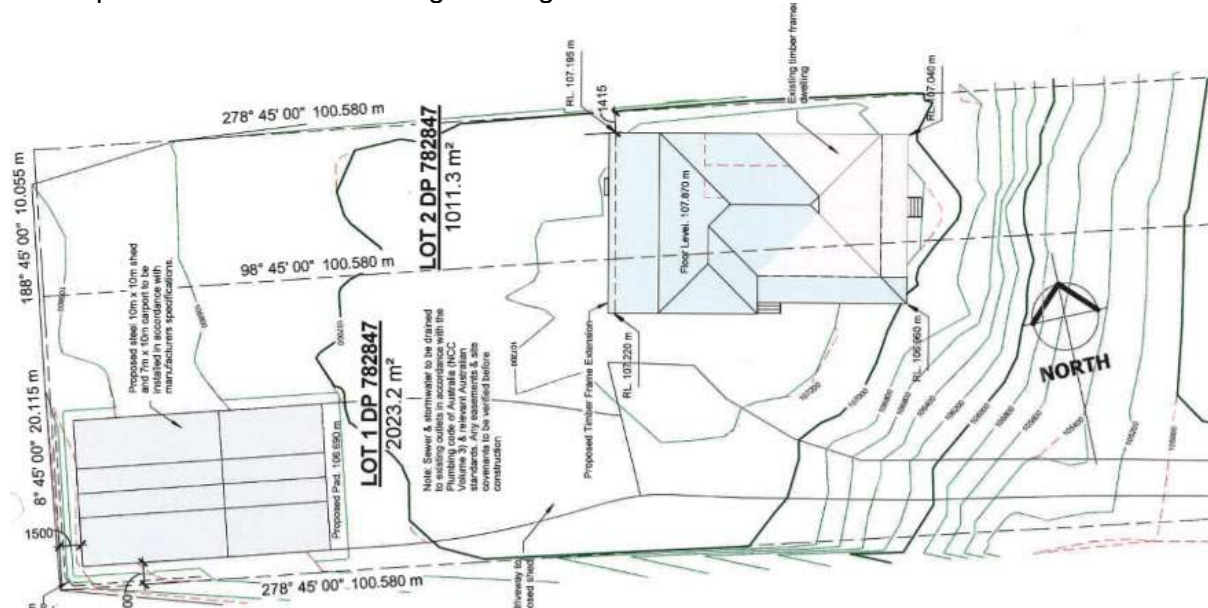 278° 45' 00" 100.580 m
188° 45' 00" 10.055 m
98° 45' 00" 100.580 m
8° 45' 00" 20.115 m
278° 45' 00" 100.580 m
LOT 2 DP 782847
1011.3 m²
LOT 1 DP 782847
2023.2 m²
Proposed steel 10m x 10m shed
and 7m x 10m carport to be
installed in accordance with
manufacturers specifications.
Note: Sewer & stormwater to be drained
to existing outlets in accordance with the
Plumbing code of Australia (NCC
Volume 3) & relevant Australian
standards. Any easements & site
covenants to be verified before
construction
Proposed Pad. 106.690 m
1500
RL. 107.195 m
1415
Existing timber frame
dwelling
RL. 107.040 m
Floor Level. 107.870 m
Proposed Timber Frame Extension
RL. 107.220 m
RL. 106.960 m
107200
107200
107000
NORTH